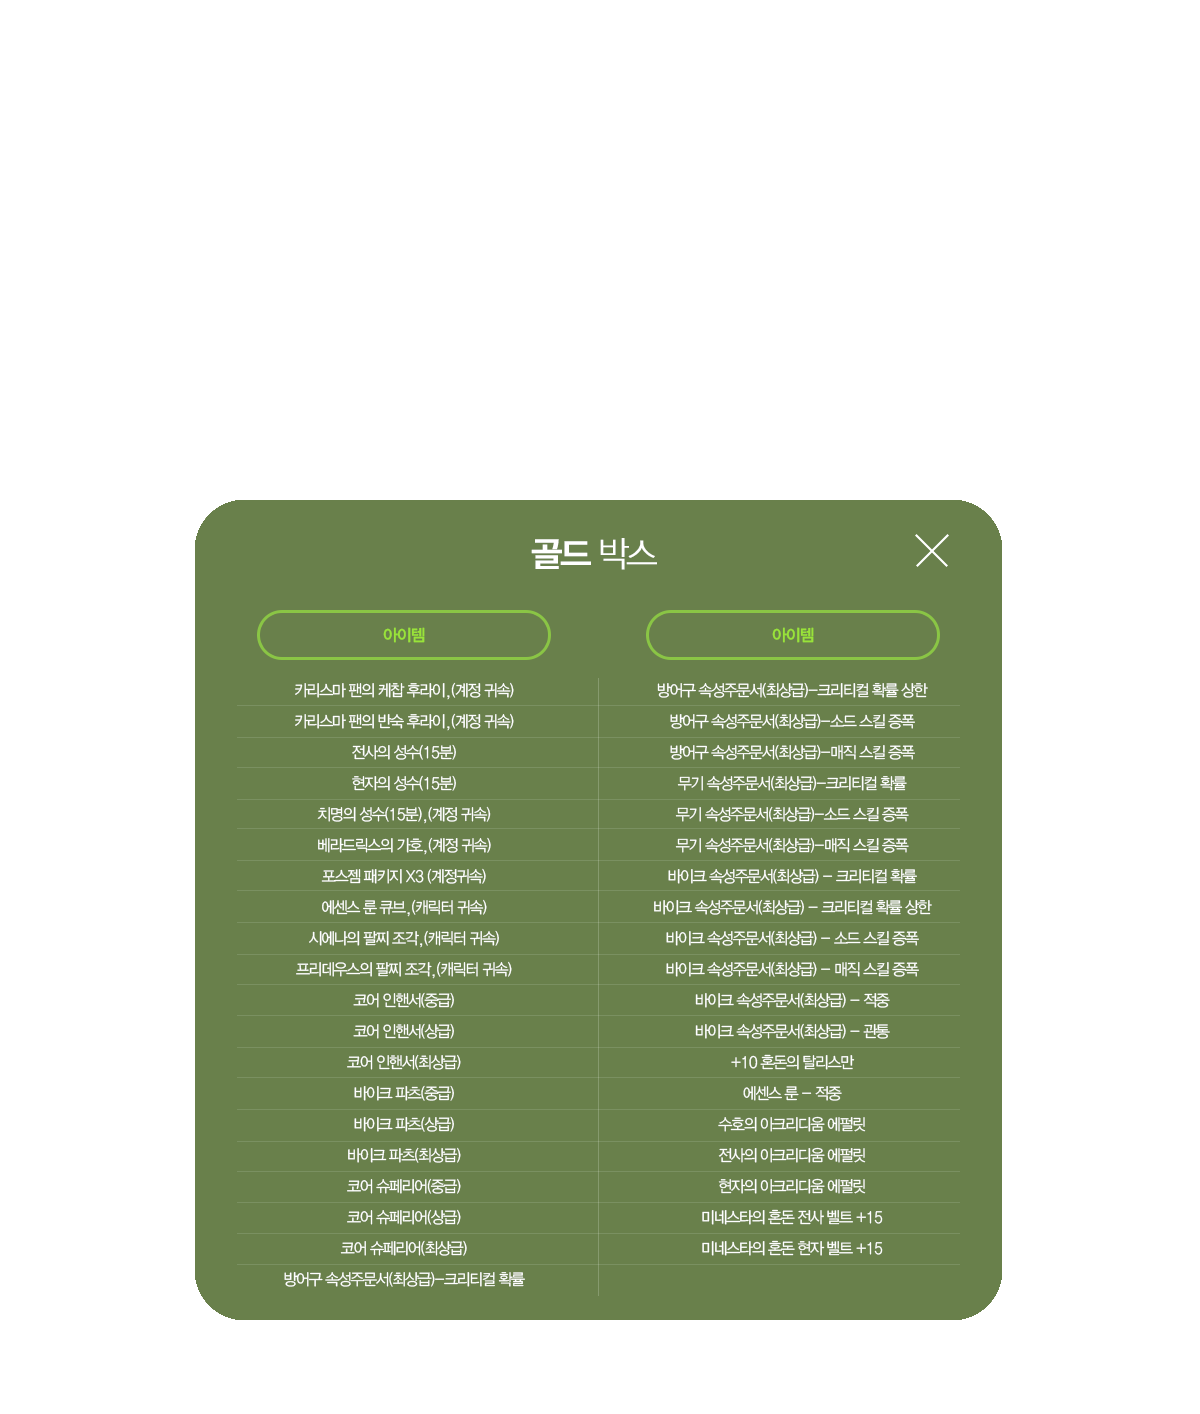 골드 박스
아이템
카리스마 팬의 케찹 후라이,(계정 귀속)
카리스마 팬의 반숙 후라이,(계정 귀속)
전사의 성수(15분)
현자의 성수(15분)
치명의 성수(15분),(계정 귀속)
베라드릭스의 가호,(계정 귀속)
포스젬 패키지 X3 (계정귀속)
에센스 룬 큐브,(캐릭터 귀속)
시에나의 팔찌 조각,(캐릭터 귀속)
프리데우스의 팔찌 조각,(캐릭터 귀속)
코어 인핸서(중급)
코어 인핸서(상급)
코어 인핸서(최상급)
바이크 파츠(중급)
바이크 파츠(상급)
바이크 파츠(최상급)
코어 슈페리어(중급)
코어 슈페리어(상급)
코어 슈페리어(최상급)
방어구 속성주문서(최상급)-크리티컬 확률
아이템
방어구 속성주문서(최상급)-크리티컬 확률 상한
방어구 속성주문서(최상급)-소드 스킬 증폭
방어구 속성주문서(최상급)-매직 스킬 증폭
무기 속성주문서(최상급)-크리티컬 확률
무기 속성주문서(최상급)-소드 스킬 증폭
무기 속성주문서(최상급)-매직 스킬 증폭
바이크 속성주문서(최상급) - 크리티컬 확률
바이크 속성주문서(최상급) - 크리티컬 확률 상한
바이크 속성주문서(최상급) - 소드 스킬 증폭
바이크 속성주문서(최상급) - 매직 스킬 증폭
바이크 속성주문서(최상급) - 적중
바이크 속성주문서(최상급) - 관통
+10 혼돈의 탈리스만
에센스 룬 - 적중
수호의 아크리디움 에펄릿
전사의 아크리디움 에펄릿
현자의 아크리디움 에펄릿
미네스타의 혼돈 전사 벨트 +15
미네스타의 혼돈 현자 벨트 +15